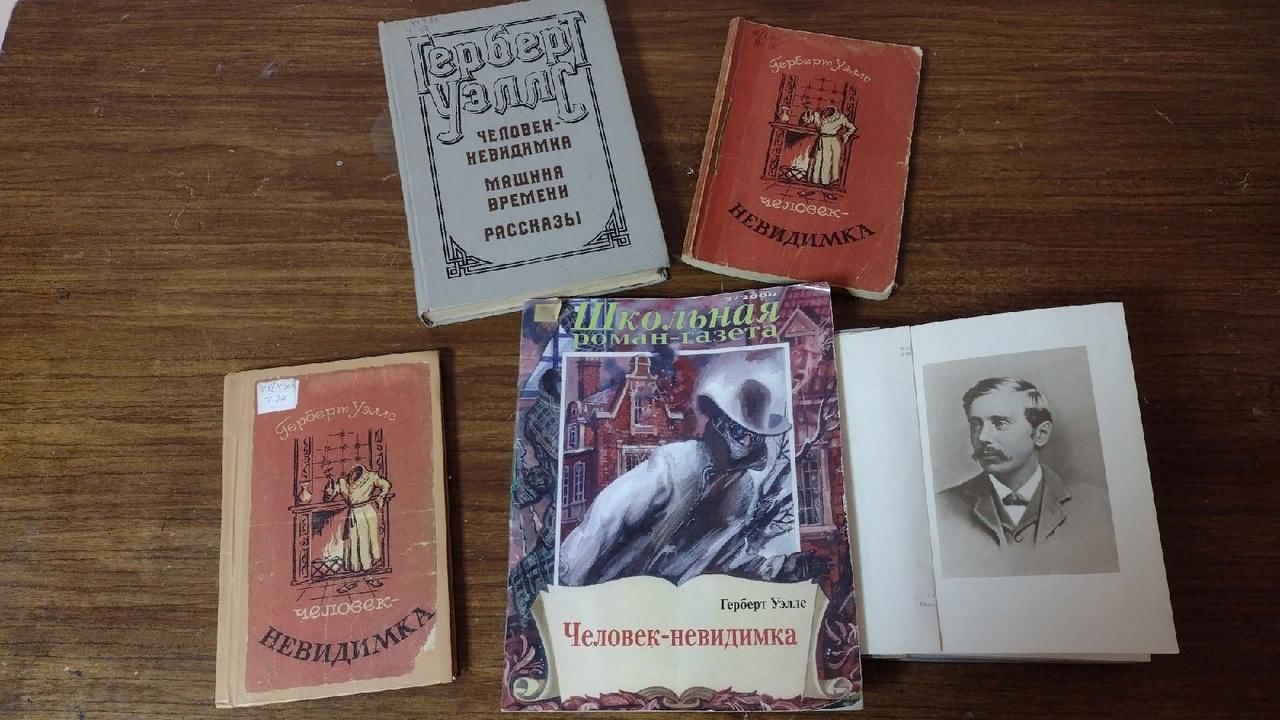 Герберт
Уэллс
ЧЕЛОВЕК-
НЕВИДИМКА
МАШИНА
ВРЕМЕНИ
РАССКАЗЫ
Герберт Уэллс
человек-
НЕВИДИМКА
Герберт Уэллс
человек-
НЕВИДИМКА
Школьная
роман-газета
Герберт Уэллс
Человек-невидимка